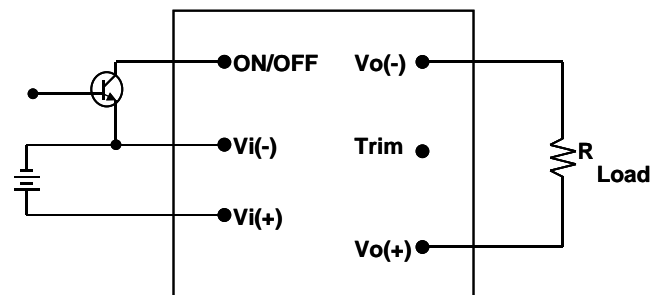 ON/OFF
Vo(-)
Vi(-)
Trim
R
Load
Vi(+)
Vo(+)